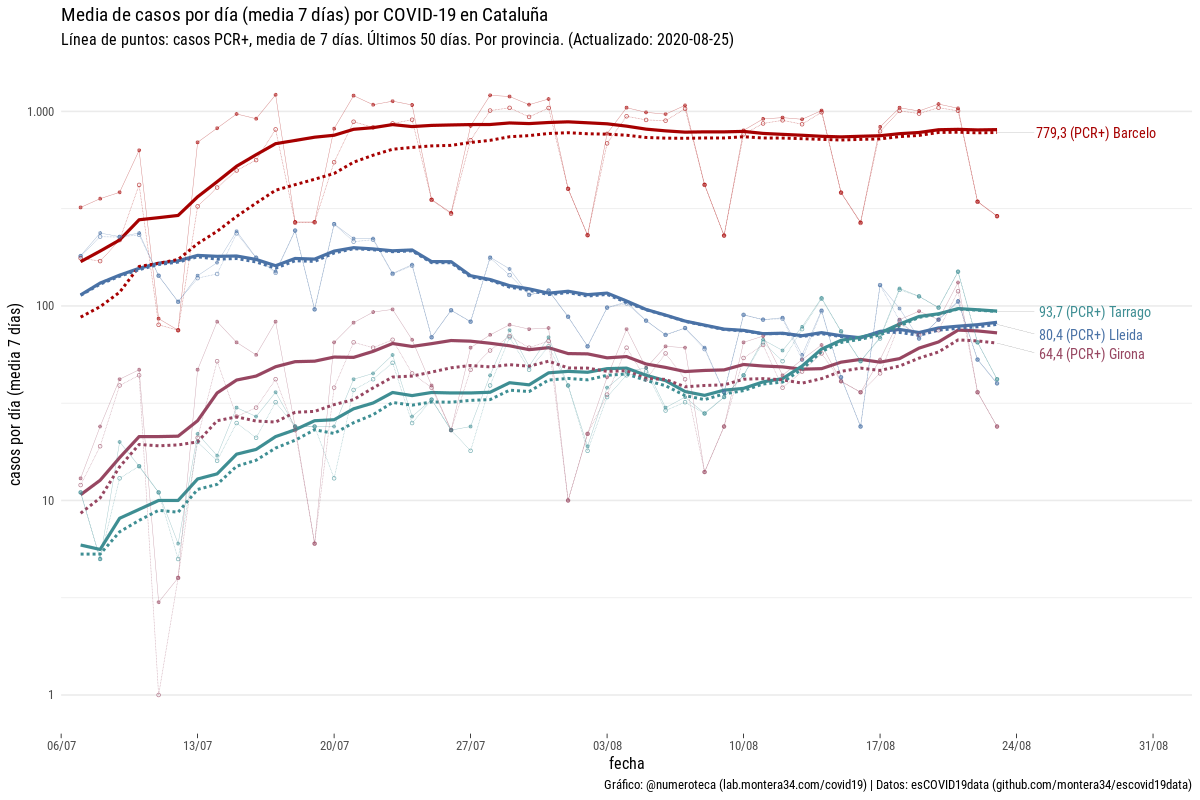 Media de casos por día (media 7 días) por COVID-19 en Cataluña
Línea de puntos: casos PCR+, media de 7 días. Últimos 50 días. Por provincia. (Actualizado: 2020-08-25)
casos por día (media 7 días)
1.000
100
10
1
779,3 (PCR+) Barcelo
93,7 (PCR+) Tarrago
80,4 (PCR+) Lleida
64,4 (PCR+) Girona
06/07
13/07
20/07
27/07
03/08
10/08
17/08
24/08
31/08
fecha
Gráfico: @numeroteca (lab.montera34.com/covid19) | Datos: esCOVID19data (github.com/montera34/escovid19data)